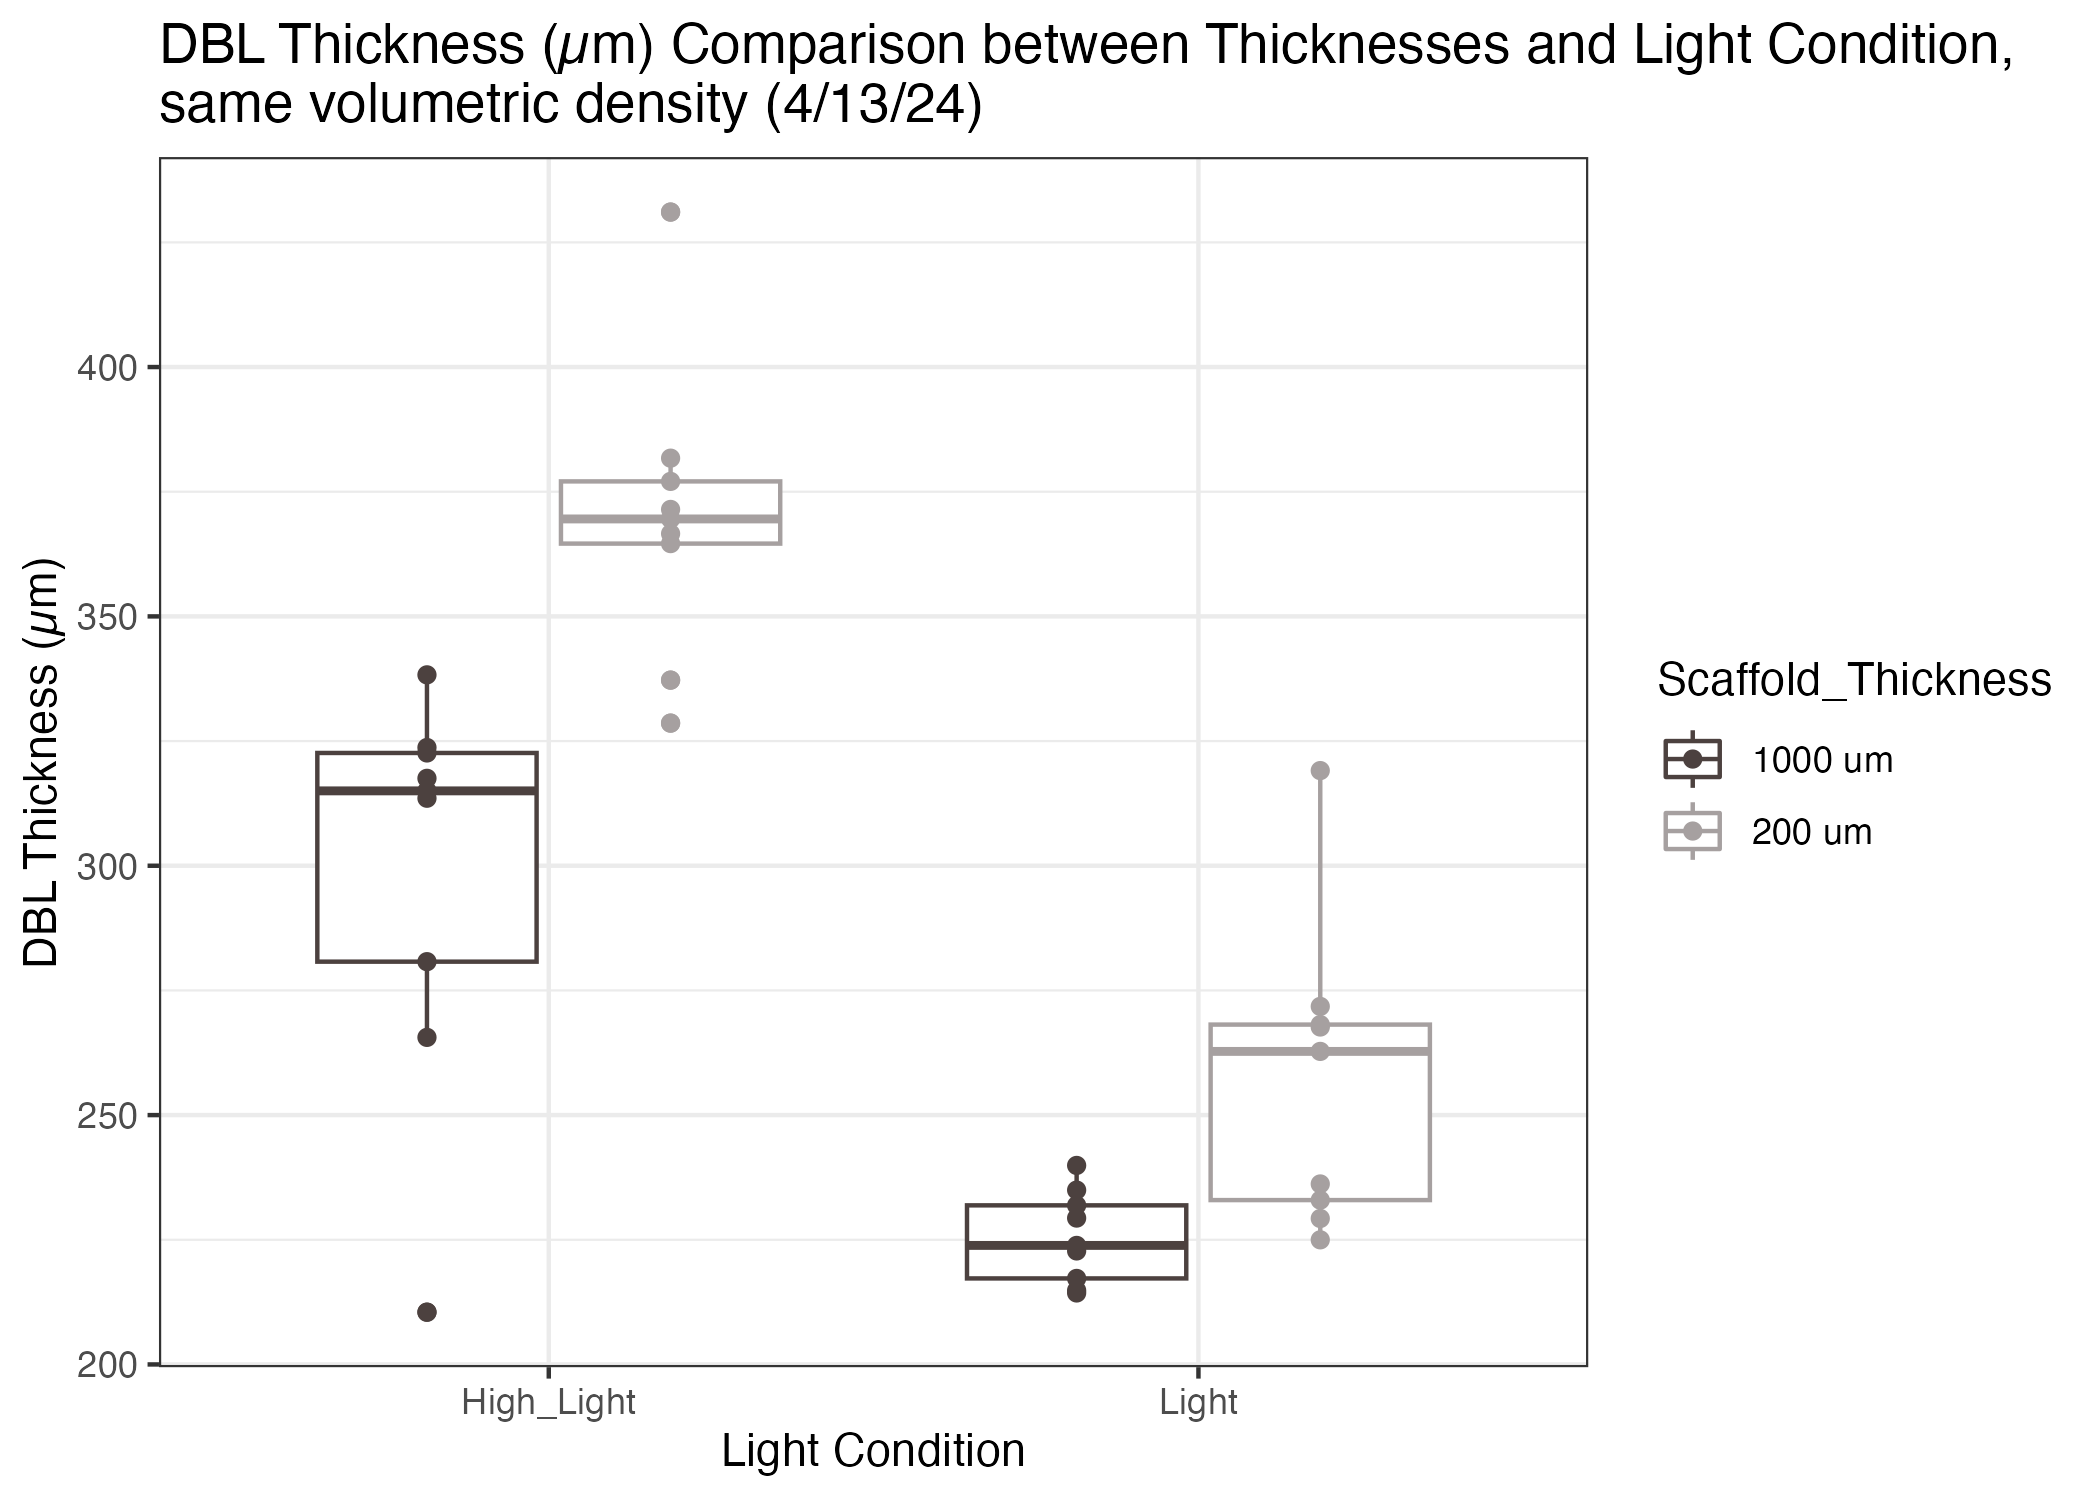 DBL Thickness (µm) Comparison between Thicknesses and Light Condition,
same volumetric density (4/13/24)
DBL Thickness (µm)
400
350
300
250
200
High_Light
Light
Light Condition
Scaffold_Thickness
1000 um
200 um